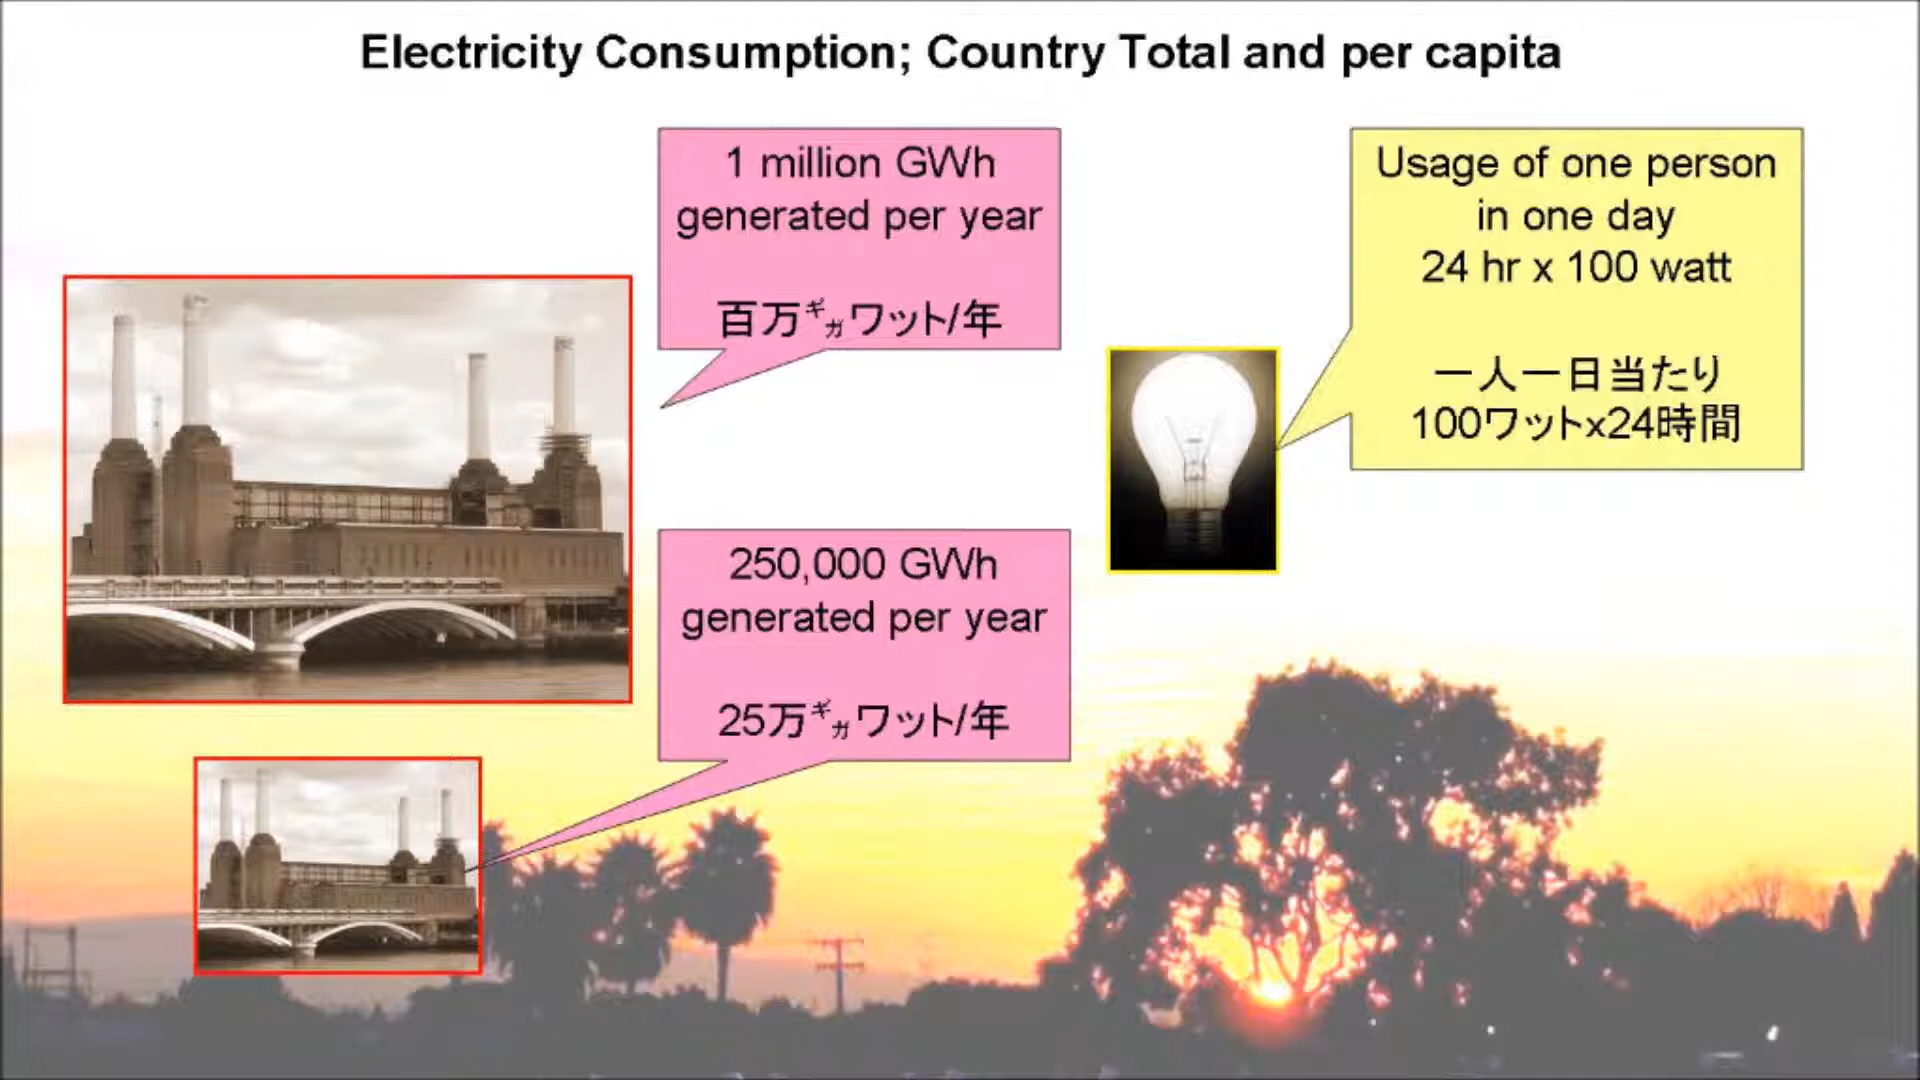 Electricity Consumption; Country Total and per capita
1 million GWh
generated per year
百万㌐ワット/年
Usage of one person
in one day
24 hr x 100 watt
一人一日当たり
100ワットx24時間
250,000 GWh
generated per year
25万㌐ワット/年